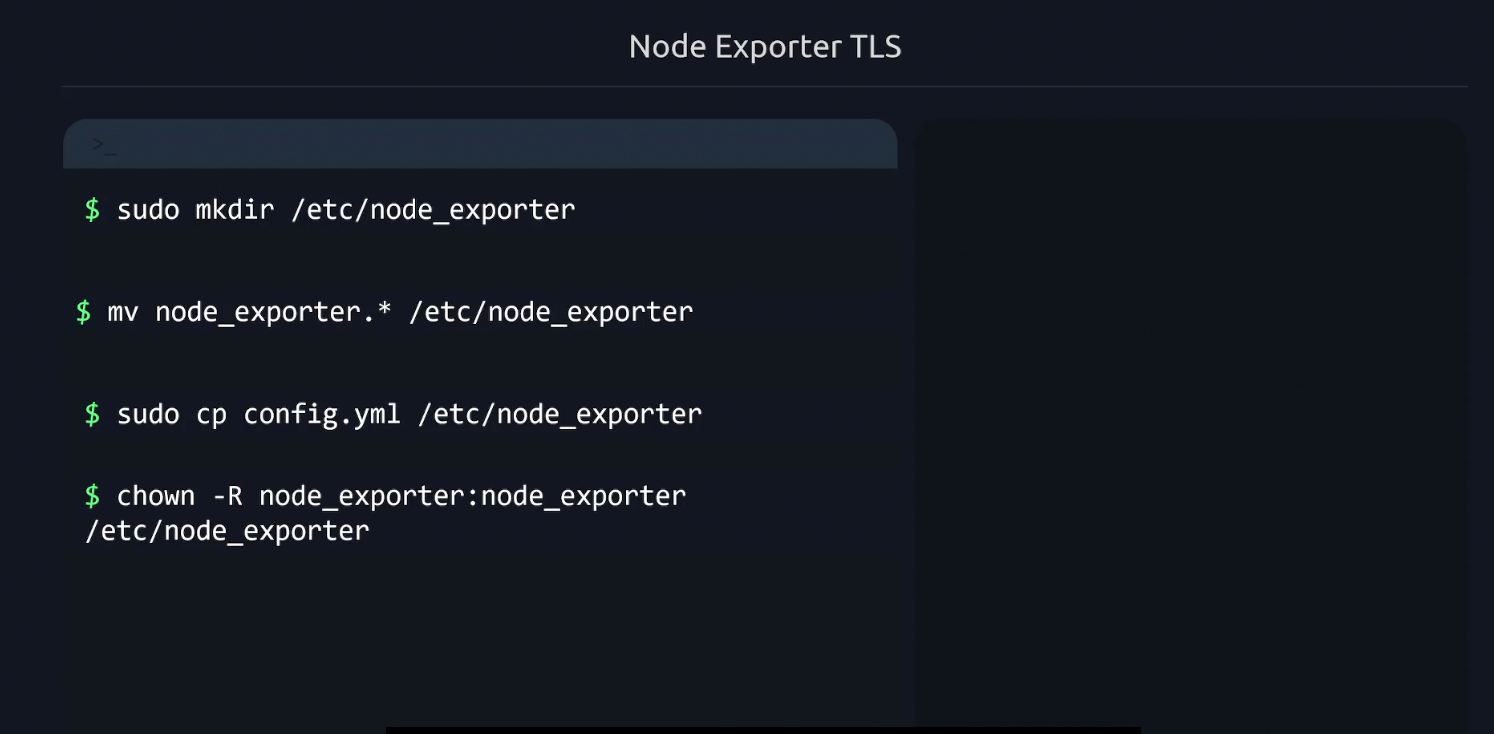 Node Exporter TLS
>_
$ sudo mkdir /etc/node_exporter
$ mv node_exporter.* /etc/node_exporter
$ sudo cp config.yml /etc/node_exporter
$ chown -R node_exporter:node_exporter
/etc/node_exporter